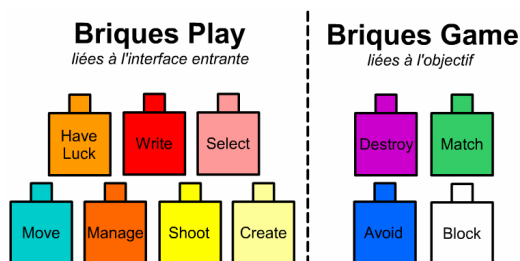 Briques Play
liées à l'interface entrante
Have
Luck
Write
Select
Move
Manage
Shoot
Create
Briques Game
liées à l'objectif
Destroy
Match
Avoid
Block